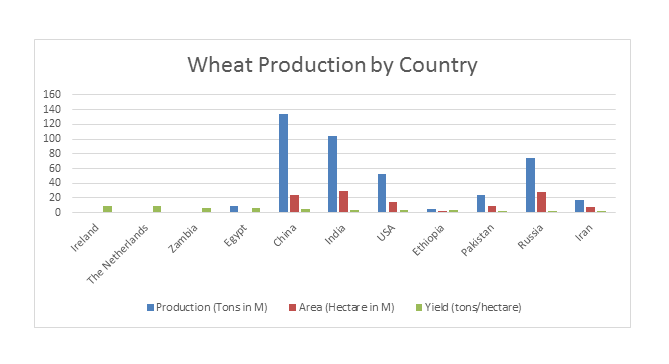 Wheat Production by Country
160
140
120
100
80
60
40
20
0
Ireland
The Netherlands
Zambia
Egypt
China
India
USA
Ethiopia
Pakistan
Russia
Iran
Production (Tons in M) Area (Hectare in M) Yield (tons/hectare)